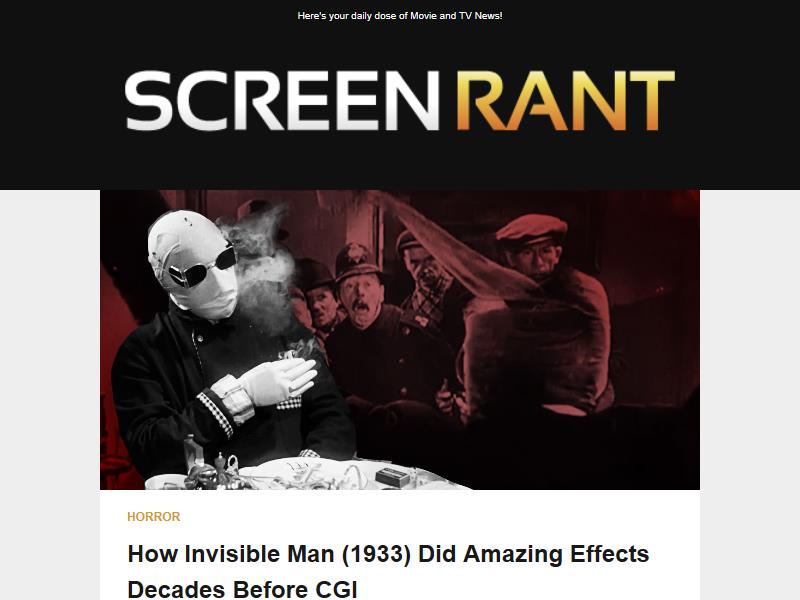 Here's your daily dose of Movie and TV News!
SCREEN RANT
HORROR
How Invisible Man (1933) Did Amazing Effects
Decades Before CGI